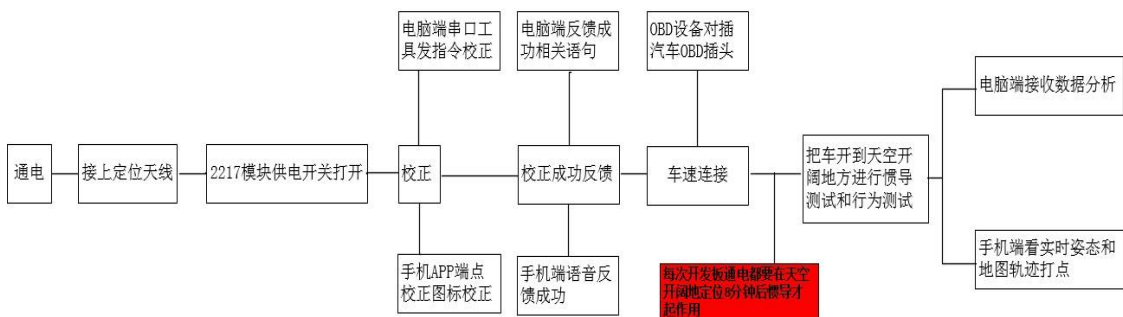 电脑端串口工
具发指令校正
电脑端反馈成
功相关语句
OBD设备对插
汽车OBD插头
电脑端接收数据分析
通电
接上定位天线
2217模块供电开关打开
校正
校正成功反馈
车速连接
把车开到天空开
阔地方进行惯导
测试和行为测试
手机APP端点
校正图标校正
手机端语音反
馈成功
每次开发板通电都要在天空
开阔地定位8分钟后惯导才
起作用
手机端看实时姿态和
地图轨迹打点